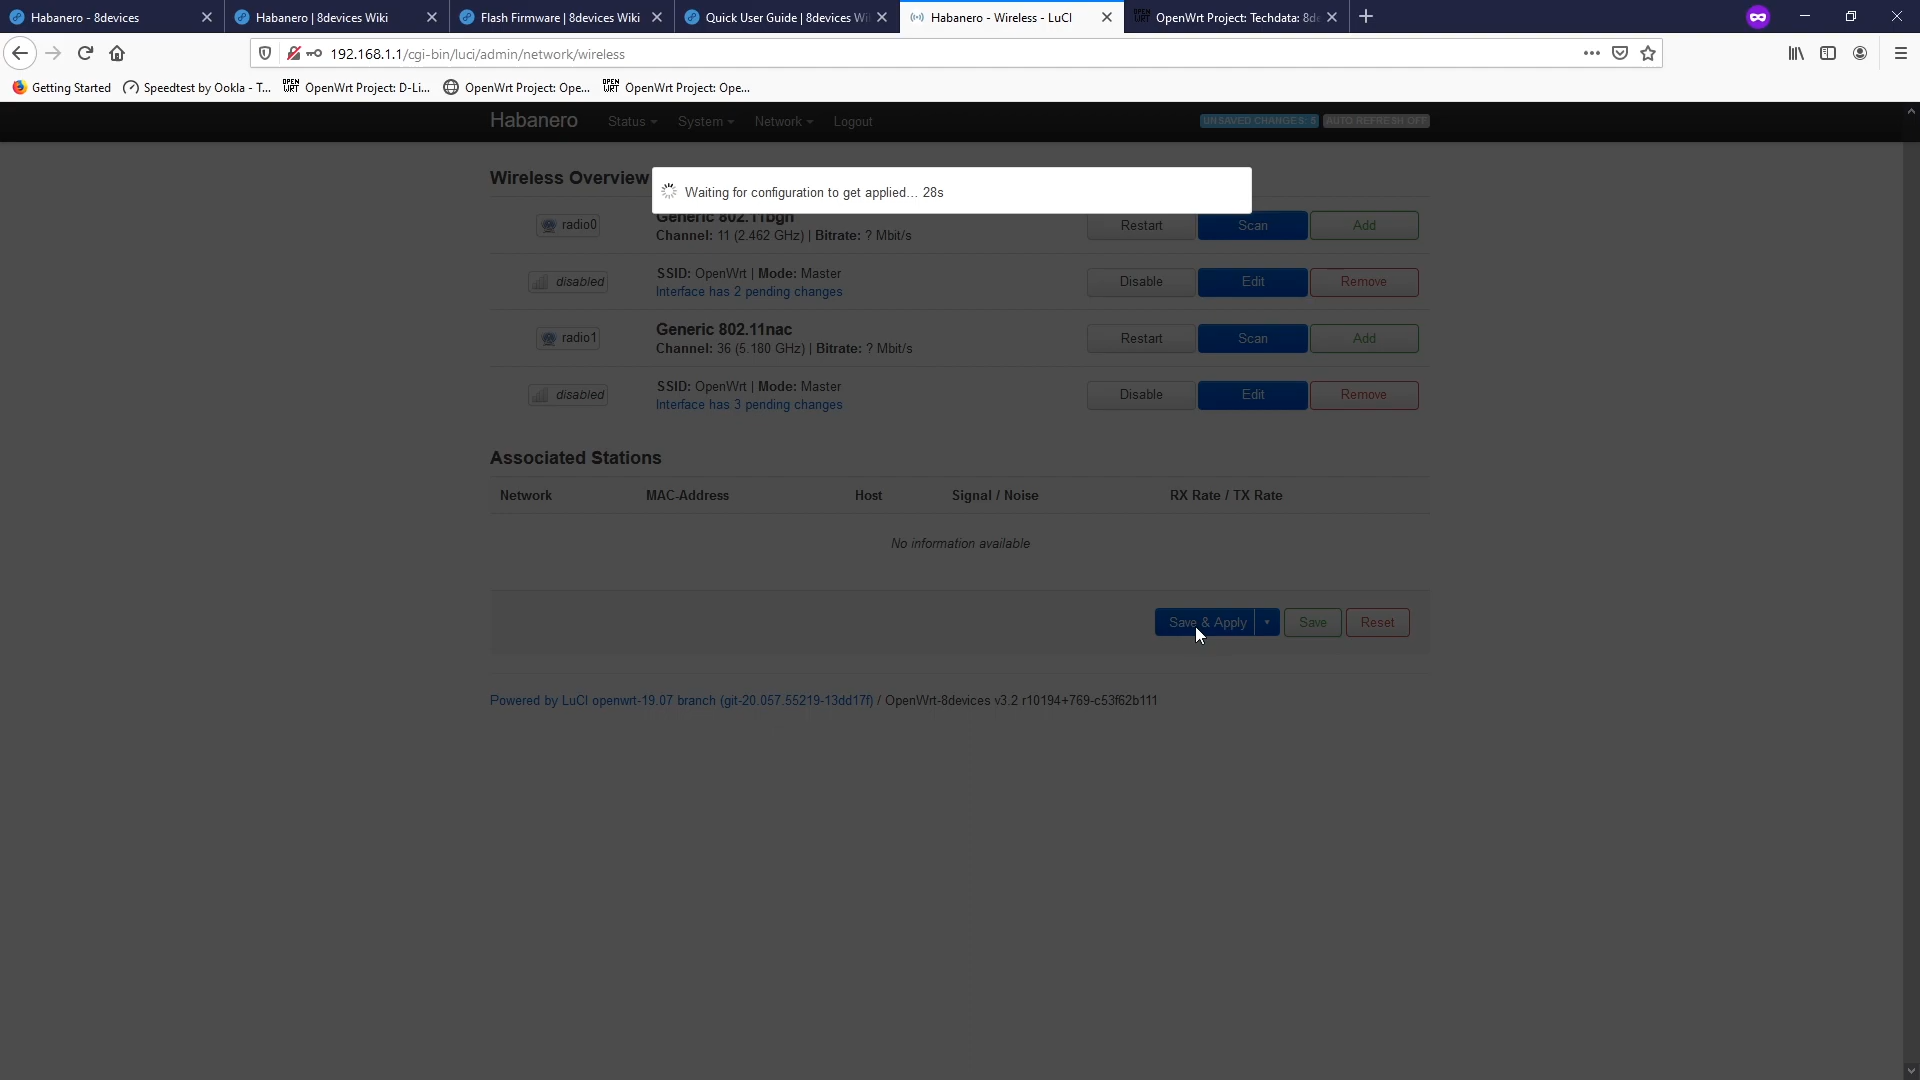 Habanero - 8devices
Habanero | 8devices Wiki
Flash Firmware | 8devices Wiki
Quick User Guide | 8devices Wi
Habanero - Wireless - LuCI
OPEN WRT
OpenWrt Project: Techdata: 8d
192.168.1.1/cgi-bin/luci/admin/network/wireless
Getting Started
Speedtest by Ookla - T...
OPEN WRT
OpenWrt Project: D-Li...
OpenWrt Project: Ope...
OPEN WRT
OpenWrt Project: Ope...
Habanero
Status
System
Network
Logout
UNSAVED CHANGES: 5
AUTO REFRESH OFF
Wireless Overview
Waiting for configuration to get applied… 28s
radio0
Generic 802.11bgn
Channel: 11 (2.462 GHz) | Bitrate: ? Mbit/s
Restart
Scan
Add
disabled
SSID: OpenWrt | Mode: Master
Interface has 2 pending changes
Disable
Edit
Remove
radio1
Generic 802.11nac
Channel: 36 (5.180 GHz) | Bitrate: ? Mbit/s
Restart
Scan
Add
disabled
SSID: OpenWrt | Mode: Master
Interface has 3 pending changes
Disable
Edit
Remove
Associated Stations
Network
MAC-Address
Host
Signal / Noise
RX Rate / TX Rate
No information available
Save & Apply
Save
Reset
Powered by LuCI openwrt-19.07 branch (git-20.057.55219-13dd17f) / OpenWrt-8devices v3.2 r10194+769-c53f62b111